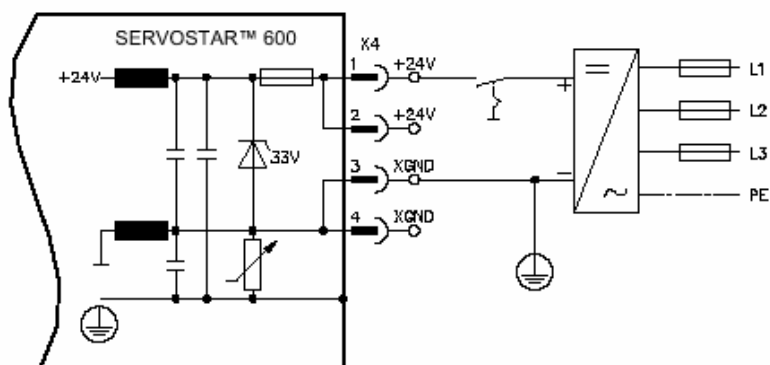 SERVOSTAR™ 600
X4
+24V
1
+24V
2
+24V
33V
3
XGND
4
XGND
+
=
−
~
L1
L2
L3
PE